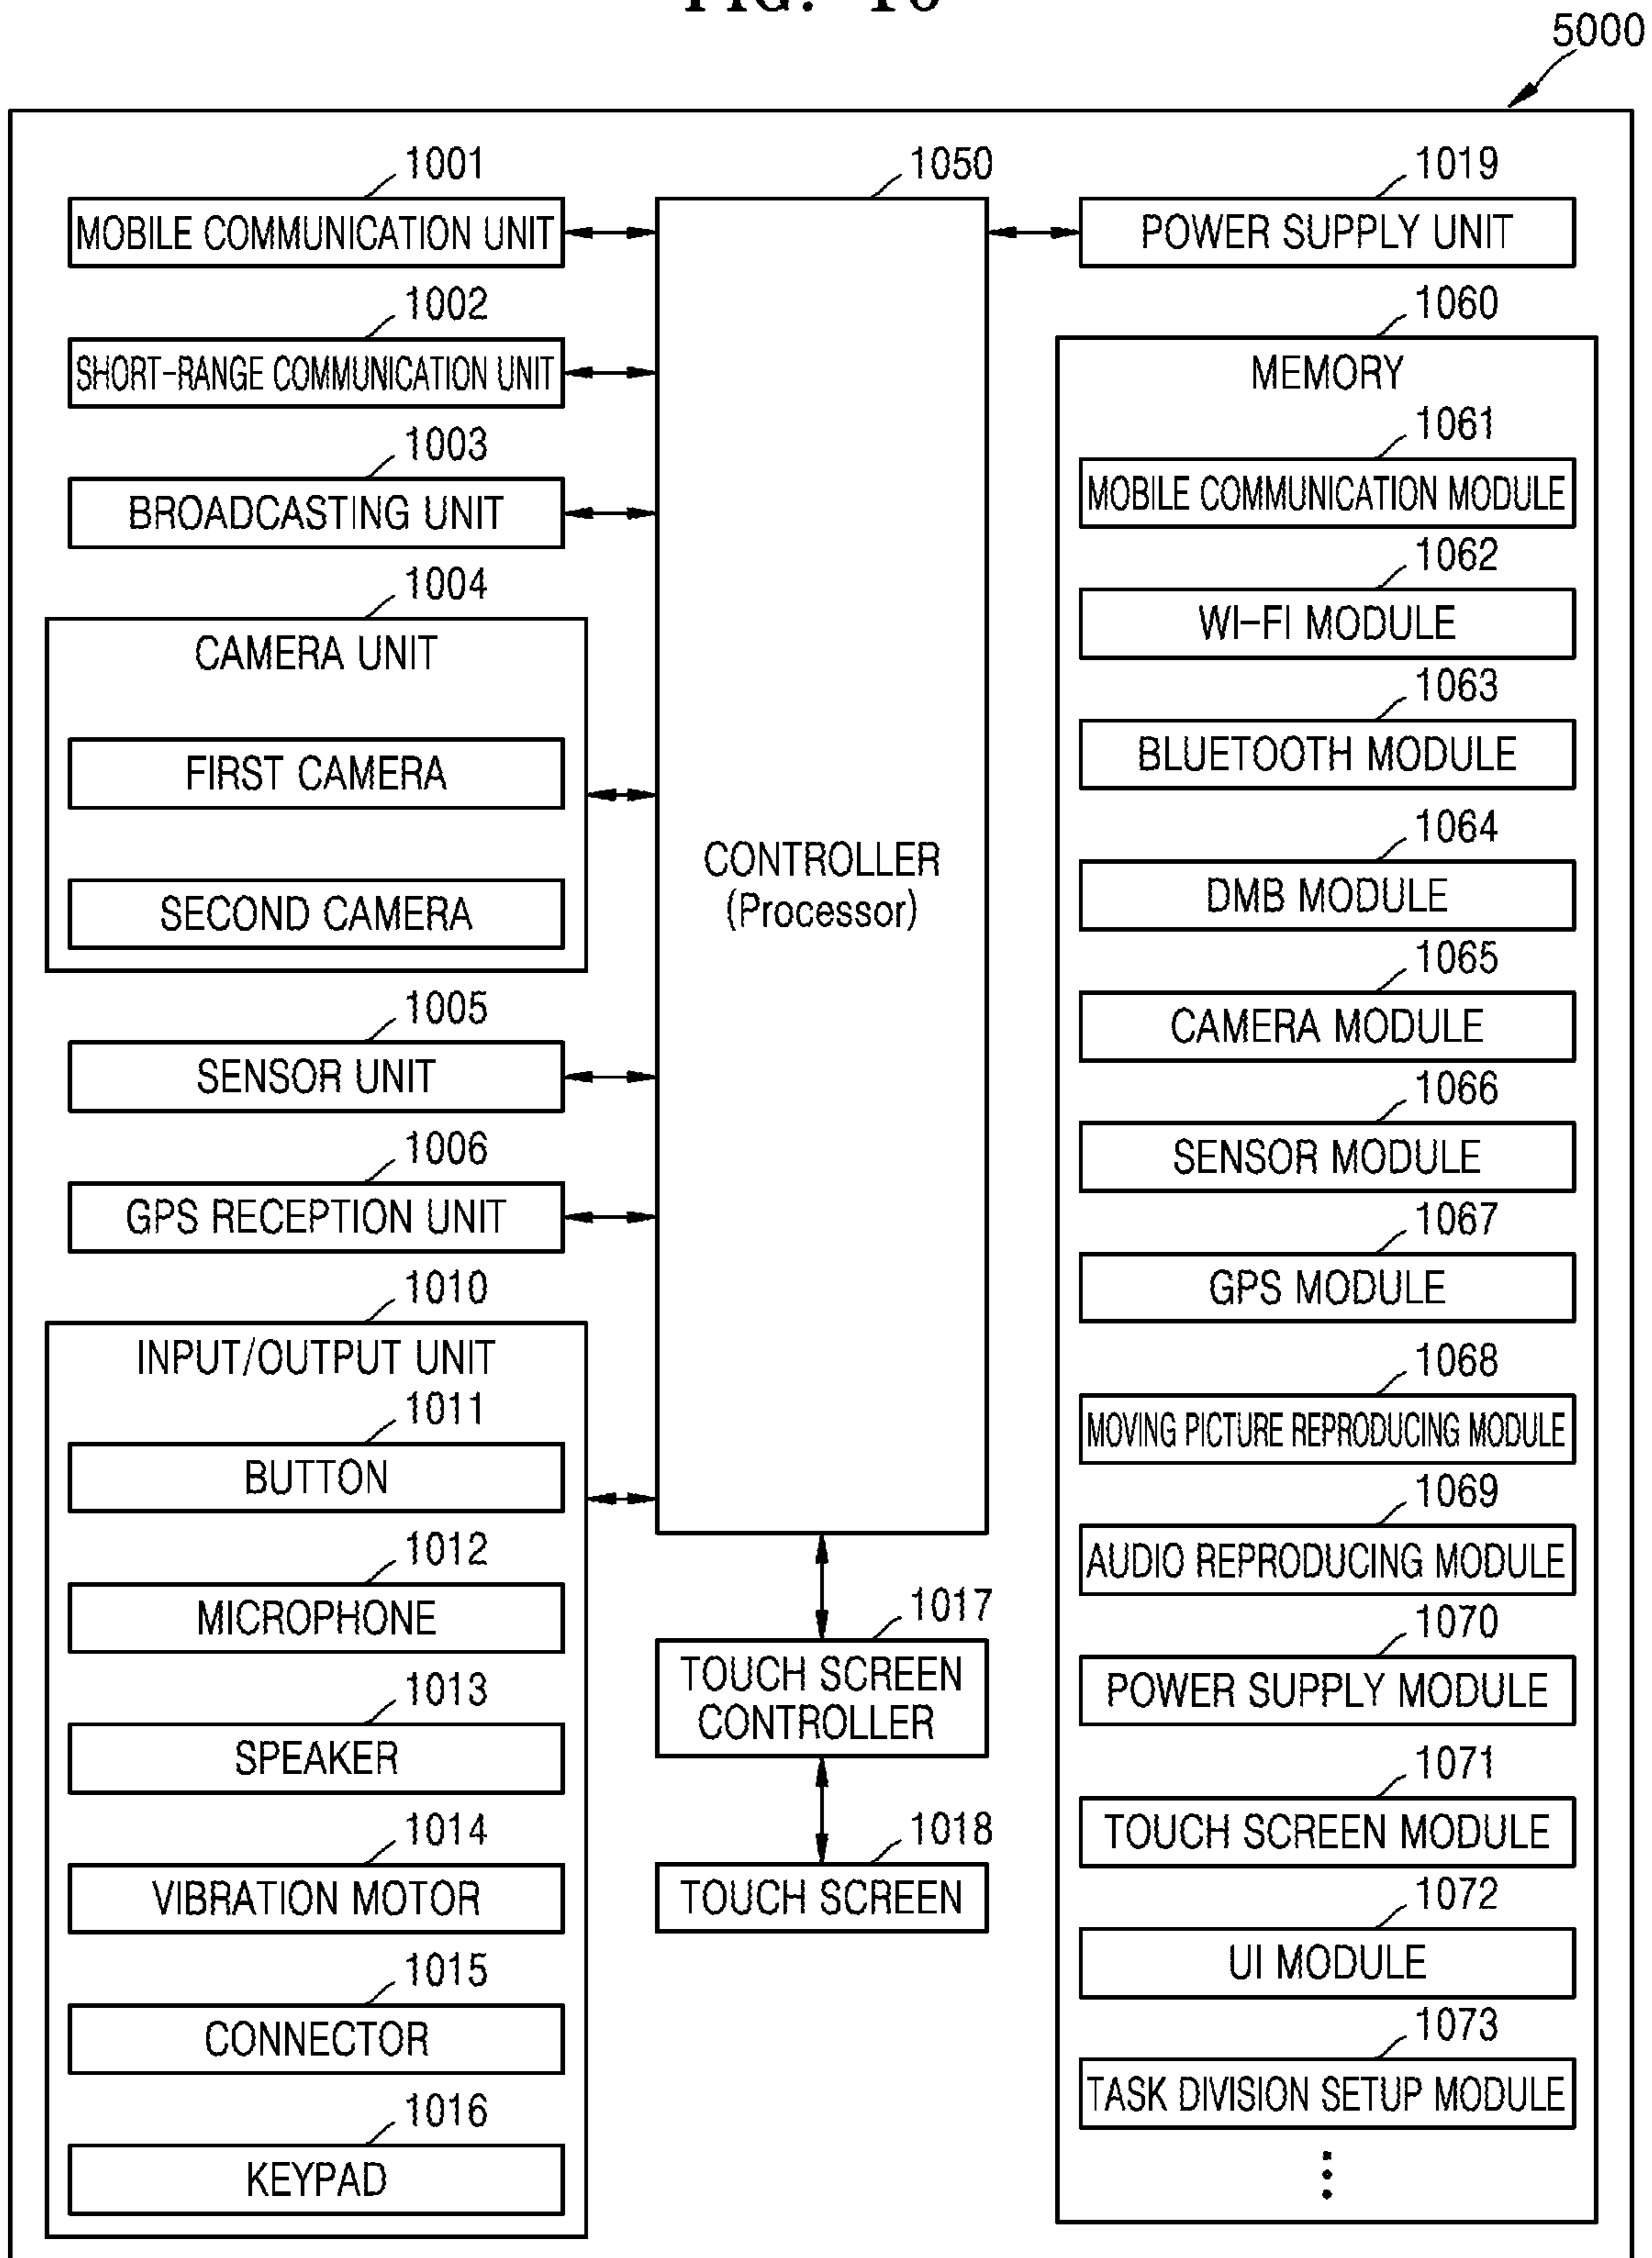 FIG.
5000
1001
MOBILE COMMUNICATION UNIT
1002
SHORT-RANGE COMMUNICATION UNIT
1003
BROADCASTING UNIT
1004
CAMERA UNIT
FIRST CAMERA
SECOND CAMERA
1005
SENSOR UNIT
1006
GPS RECEPTION UNIT
1010
INPUT/OUTPUT UNIT
1011
BUTTON
1012
MICROPHONE
1013
SPEAKER
1014
VIBRATION MOTOR
1015
CONNECTOR
1016
KEYPAD
1050
CONTROLLER
(Processor)
1017
TOUCH SCREEN
CONTROLLER
1018
TOUCH SCREEN
1019
POWER SUPPLY UNIT
1060
MEMORY
1061
MOBILE COMMUNICATION MODULE
1062
WI-FI MODULE
1063
BLUETOOTH MODULE
1064
DMB MODULE
1065
CAMERA MODULE
1066
SENSOR MODULE
1067
GPS MODULE
1068
MOVING PICTURE REPRODUCING MODULE
1069
AUDIO REPRODUCING MODULE
1070
POWER SUPPLY MODULE
1071
TOUCH SCREEN MODULE
1072
UI MODULE
1073
TASK DIVISION SETUP MODULE